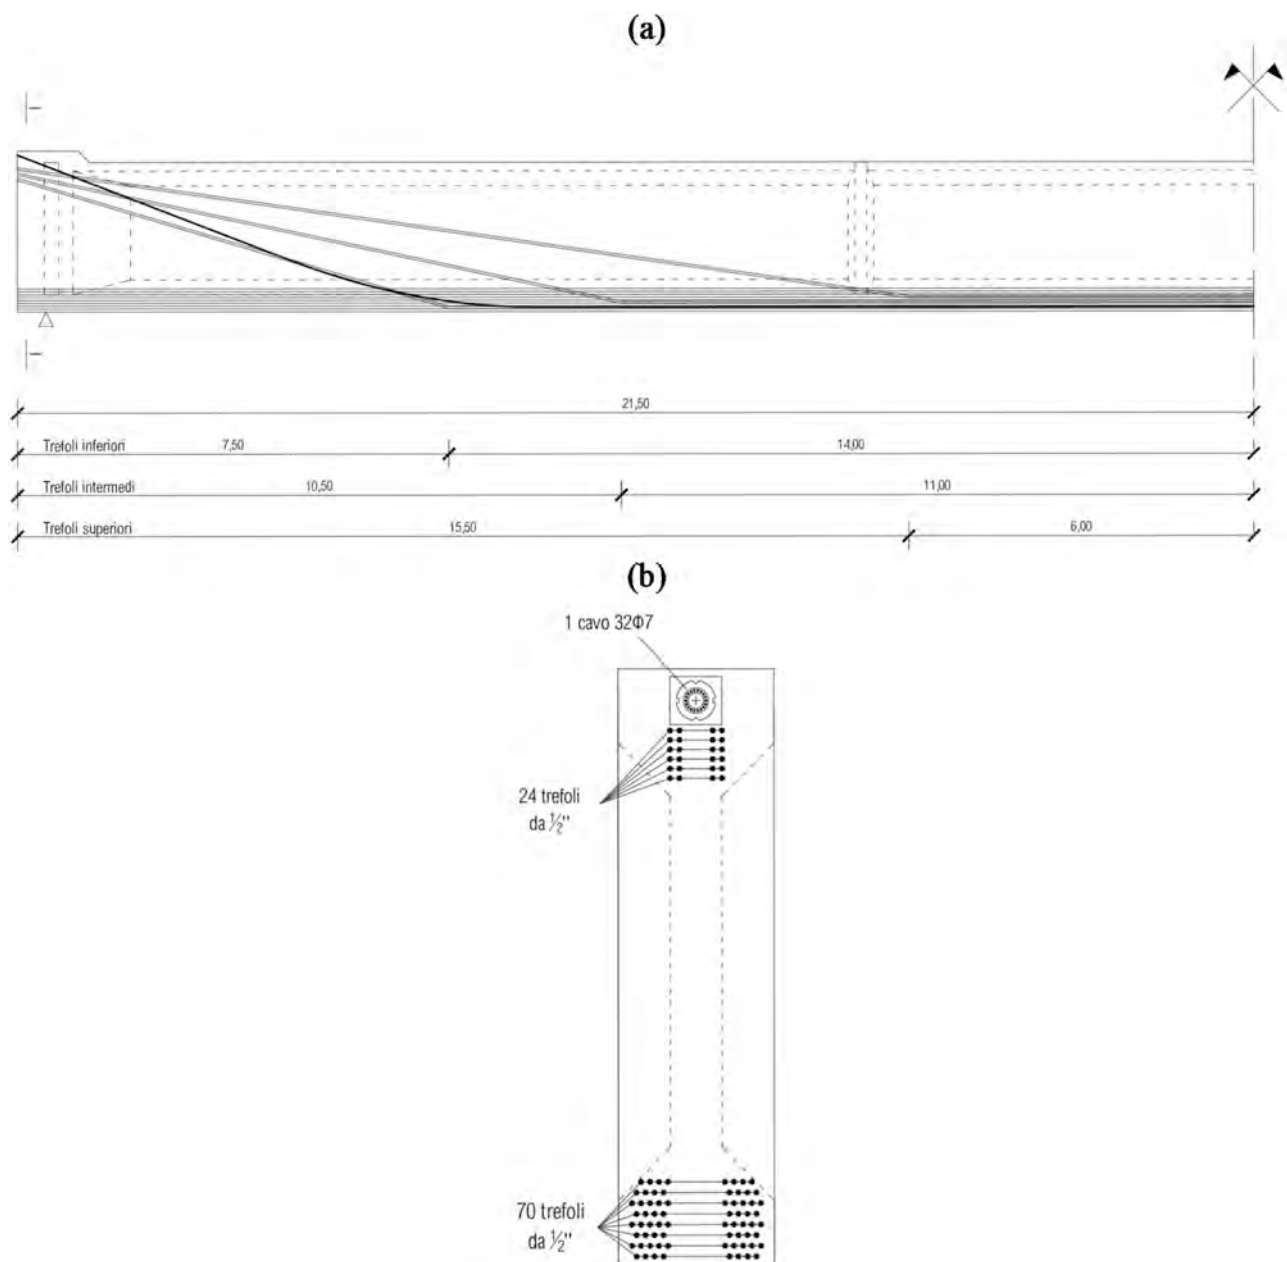 (a)
21,50
Trefoli inferiori 7,50 14,00
Trefoli intermedi 10,50 11,00
Trefoli superiori 15,50 6,00
(b)
1 cavo 32Φ7
24 trefoli
da ½"
70 trefoli
da ½"